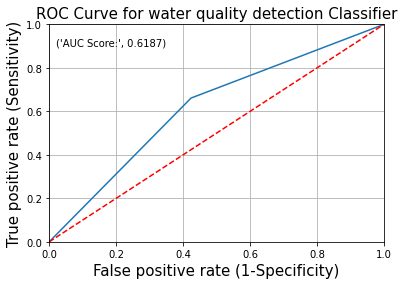 ROC Curve for water quality detection Classifier
('AUC Score:', 0.6187)
True positive rate (Sensitivity)
1.0
0.8
0.6
0.4
0.2
0.0
0.0 0.2 0.4 0.6 0.8 1.0
False positive rate (1-Specificity)